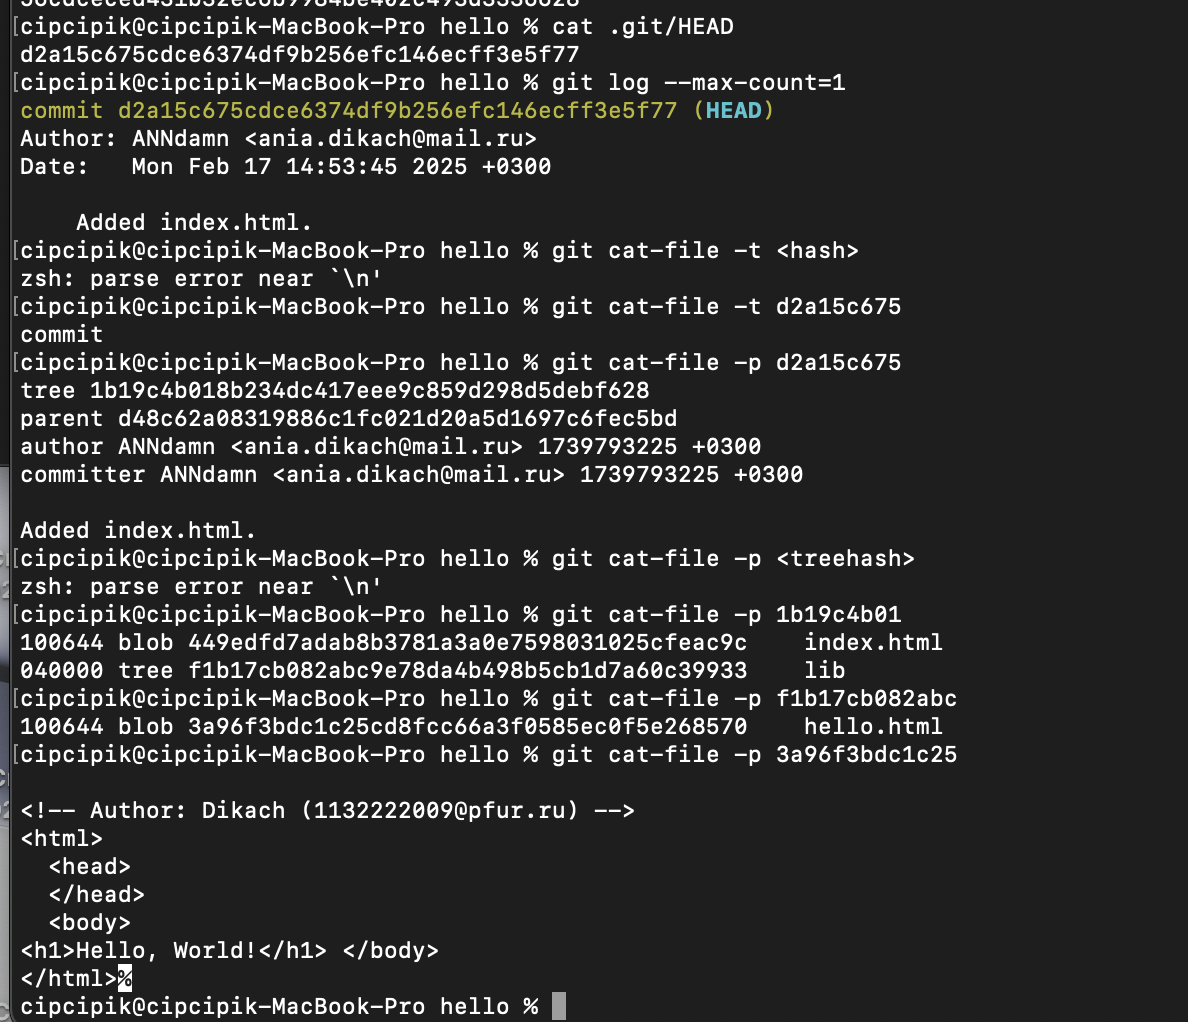 cipcipik@cipcipik-MacBook-Pro hello % cat .git/HEAD
d2a15c675cdce6374df9b256efc146ecff3e5f77
cipcipik@cipcipik-MacBook-Pro hello % git log --max-count=1
commit d2a15c675cdce6374df9b256efc146ecff3e5f77 (HEAD)
Author: ANNdamn <ania.dikach@mail.ru>
Date:   Mon Feb 17 14:53:45 2025 +0300
    Added index.html.
cipcipik@cipcipik-MacBook-Pro hello % git cat-file -t <hash>
zsh: parse error near `\n'
cipcipik@cipcipik-MacBook-Pro hello % git cat-file -t d2a15c675
commit
cipcipik@cipcipik-MacBook-Pro hello % git cat-file -p d2a15c675
tree 1b19c4b018b234dc417eee9c859d298d5debf628
parent d48c62a08319886c1fc021d20a5d1697c6fec5bd
author ANNdamn <ania.dikach@mail.ru> 1739793225 +0300
committer ANNdamn <ania.dikach@mail.ru> 1739793225 +0300
Added index.html.
cipcipik@cipcipik-MacBook-Pro hello % git cat-file -p <treehash>
zsh: parse error near `\n'
cipcipik@cipcipik-MacBook-Pro hello % git cat-file -p 1b19c4b01
100644 blob 449edfd7adab8b3781a3a0e7598031025cfeac9c    index.html
040000 tree f1b17cb082abc9e78da4b498b5cb1d7a60c39933    lib
cipcipik@cipcipik-MacBook-Pro hello % git cat-file -p f1b17cb082abc
100644 blob 3a96f3bdc1c25cd8fcc66a3f0585ec0f5e268570    hello.html
cipcipik@cipcipik-MacBook-Pro hello % git cat-file -p 3a96f3bdc1c25
<!-- Author: Dikach (1132222009@pfur.ru) -->
<html>
  <head>
  </head>
  <body>
<h1>Hello, World!</h1> </body>
</html>%
cipcipik@cipcipik-MacBook-Pro hello %